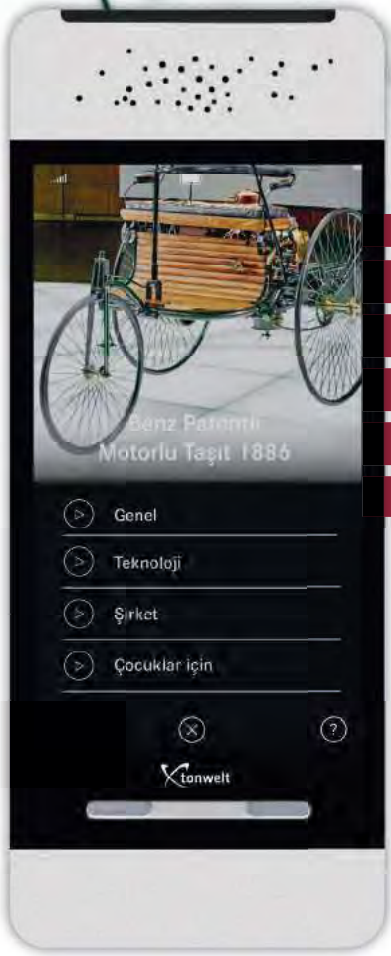 Benz Patentli
Motorlu Taşıt 1886
Genel
Teknoloji
Şirket
Çocuklar için
?
tonwelt